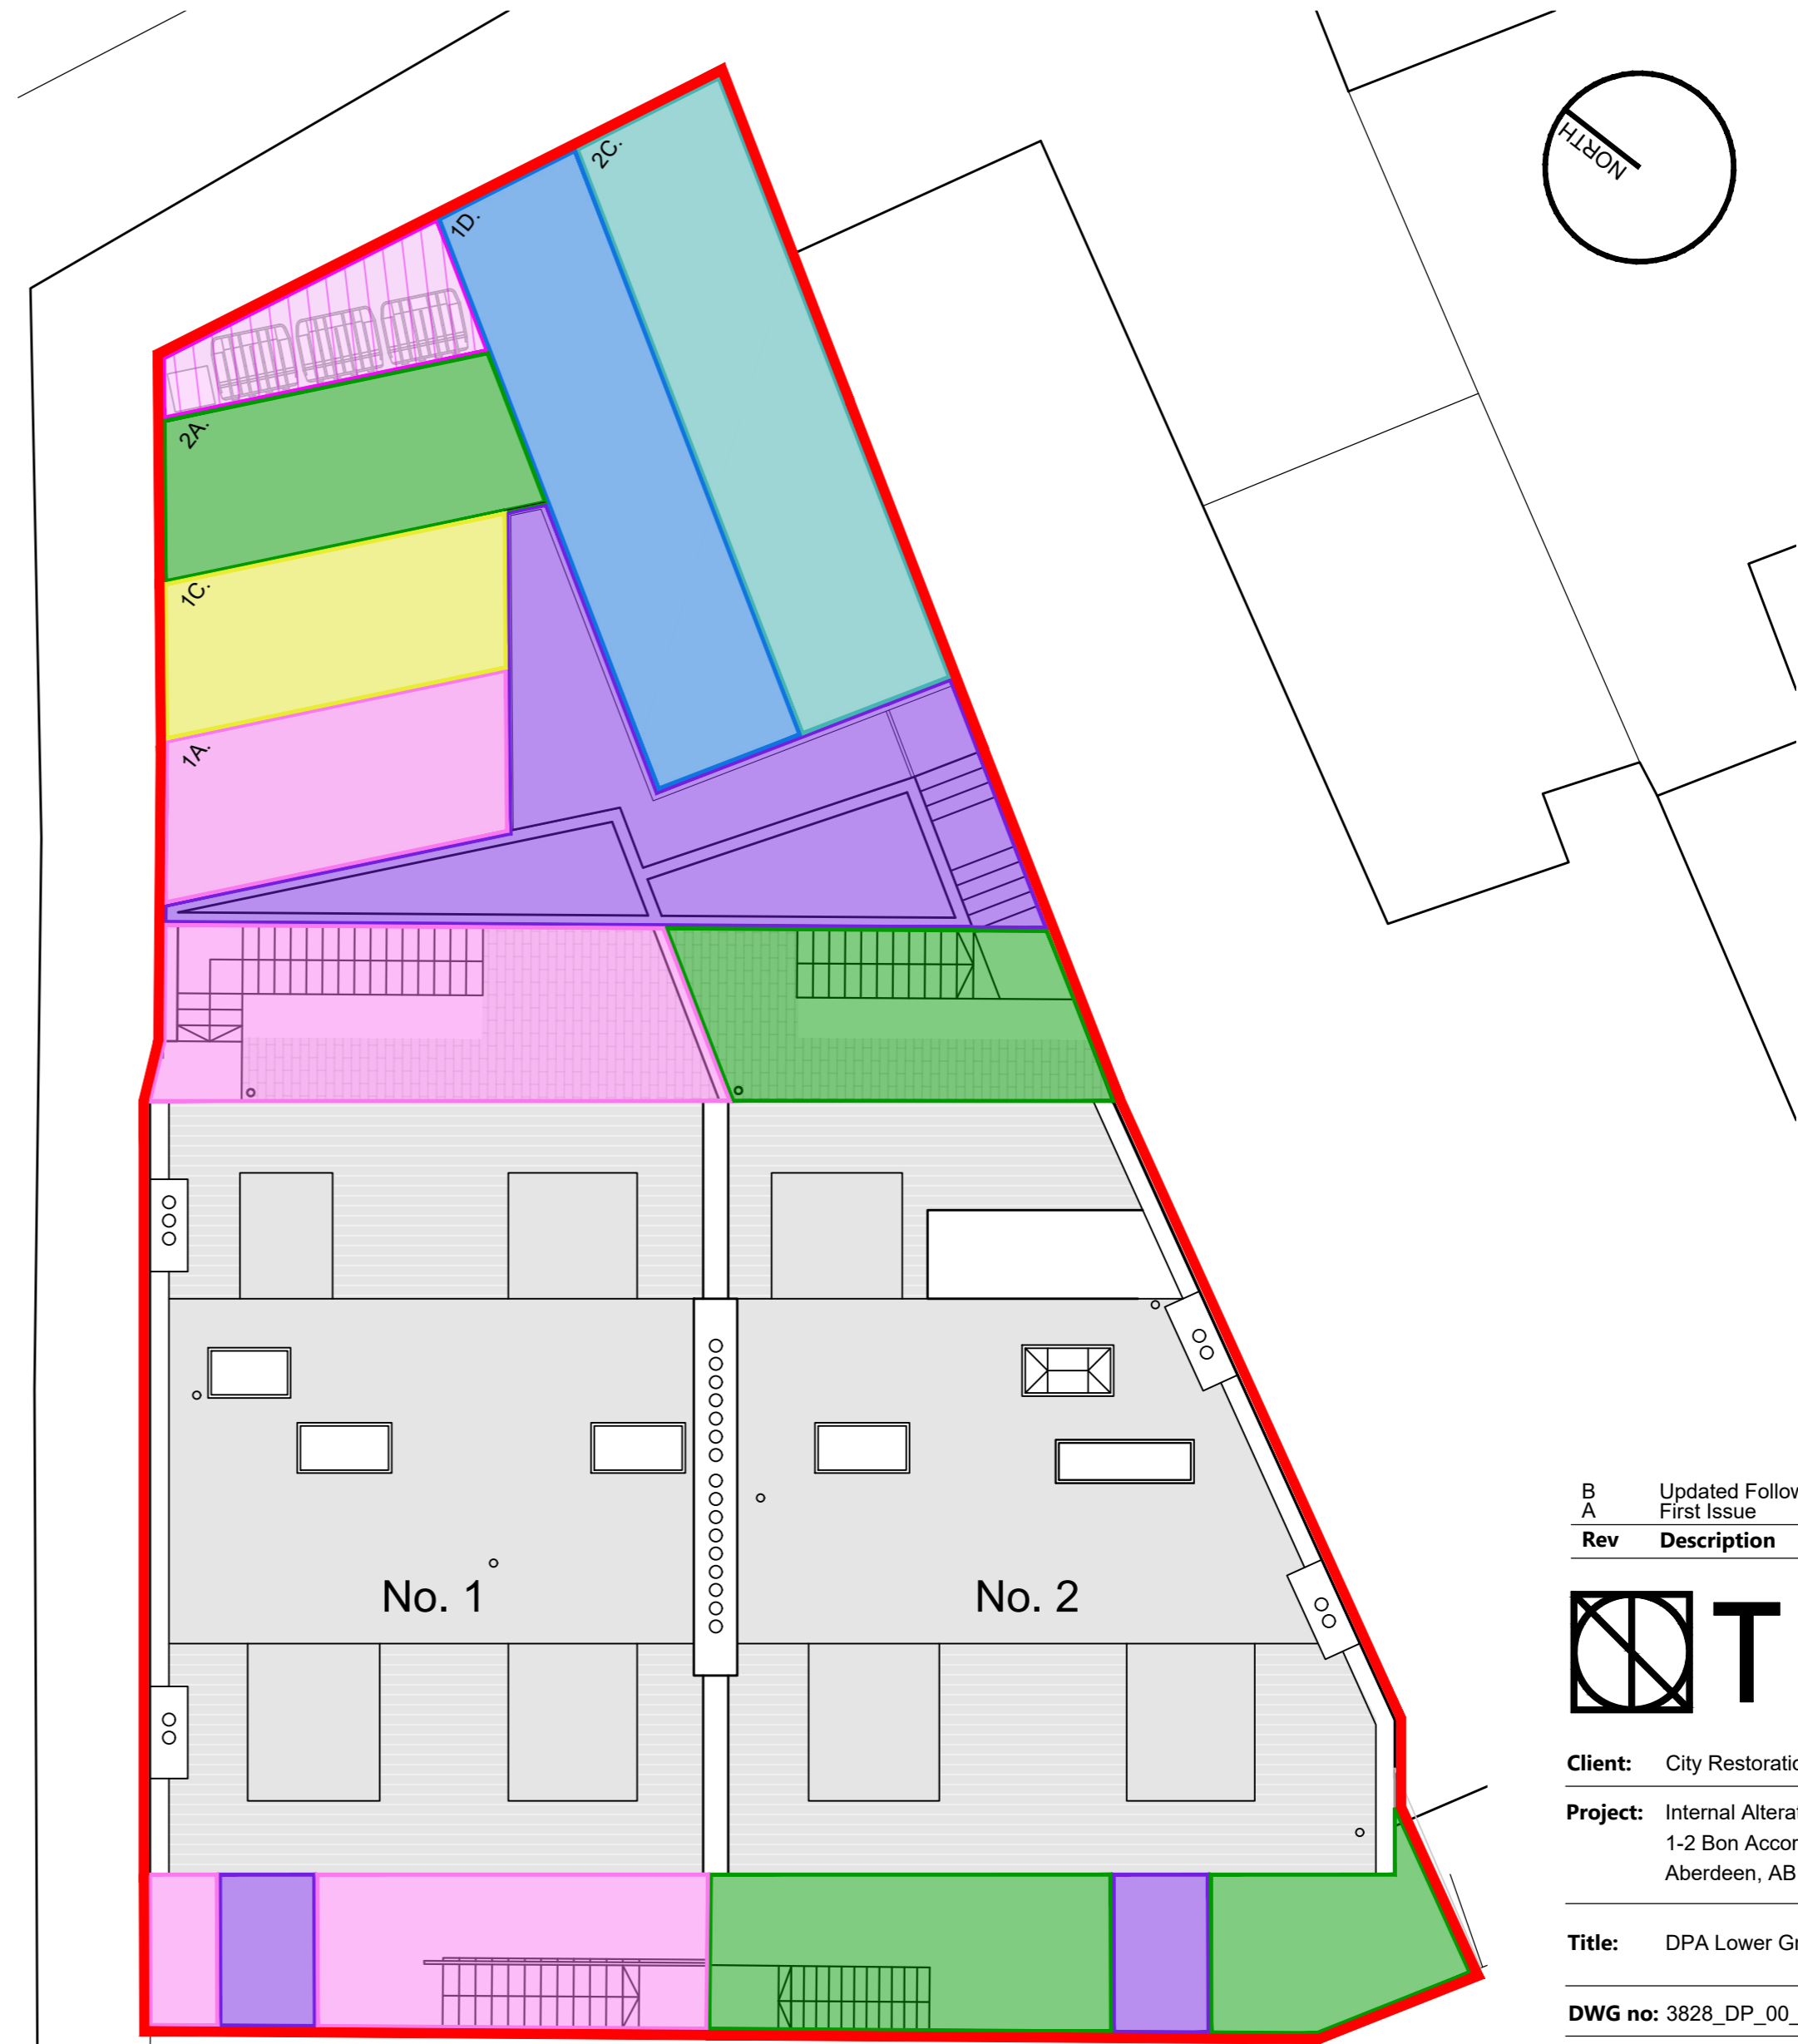 NORTH
2C.
1D.
2A.
1C.
1A.
No. 1
No. 2
B Updated Follow
A First Issue
Rev Description
T
Client: City Restoratio
Project: Internal Alterat
1-2 Bon Accor
Aberdeen, AB
Title: DPA Lower Gr
DWG no: 3828_DP_00_